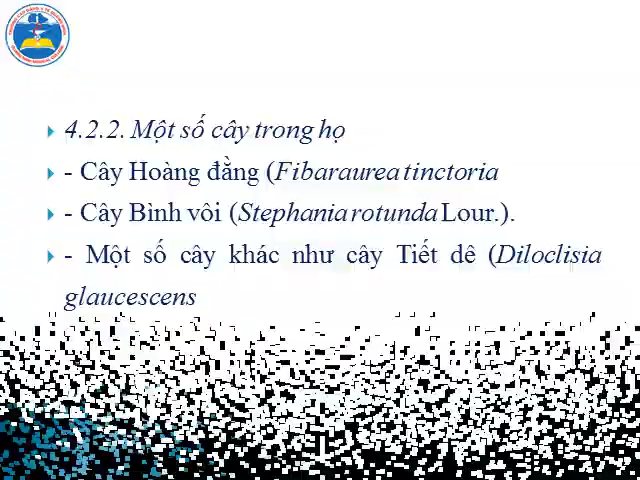 4.2.2. Một số cây trong họ
- Cây Hoàng đằng (Fibaraurea tinctoria
- Cây Bình vôi (Stephania rotunda Lour.).
- Một số cây khác như cây Tiết dê (Diloclisia
glaucescens